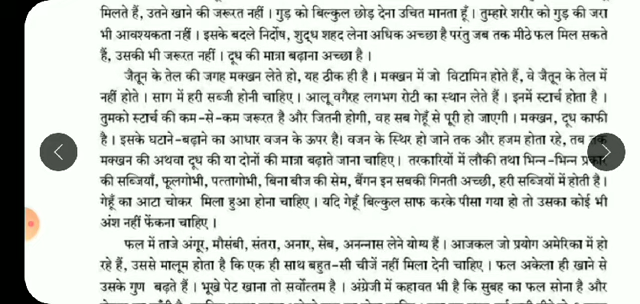 मिलते हैं, उतने खाने की जरूरत नहीं। गुड़ को बिल्कुल छोड़ देना उचित मानता हूँ। तुम्हारे शरीर को गुड़ की जरा
भी आवश्यकता नहीं। इसके बदले निर्दोष, शुद्ध शहद लेना अधिक अच्छा है परंतु जब तक मीठे फल मिल सकते
हैं, उसकी भी जरूरत नहीं। दूध की मात्रा बढ़ाना अच्छा है।
जैतून के तेल की जगह मक्खन लेते हो, यह ठीक ही है। मक्खन में जो विटामिन होते हैं, वे जैतून के तेल में
नहीं होते। साग में हरी सब्जी होनी चाहिए। आलू वगैरह लगभग रोटी का स्थान लेते हैं। इनमें स्टार्च होता है।
तुमको स्टार्च की कम-से-कम जरूरत है और जितनी होगी, वह सब गेहूँ से पूरी हो जाएगी। मक्खन, दूध काफी
है। इसके घटाने-बढ़ाने का आधार वजन के ऊपर है। वजन के स्थिर हो जाने तक और हजम होता रहे, तब तक
मक्खन की अथवा दूध की या दोनों की मात्रा बढ़ाते जाना चाहिए। तरकारियों में लौकी तथा भिन्न-भिन्न प्रकार
की सब्जियाँ, फूलगोभी, पत्तागोभी, बिना बीज की सेम, बैंगन इन सबकी गिनती अच्छी, हरी सब्जियों में होती है।
गेहूँ का आटा चोकर मिला हुआ होना चाहिए। यदि गेहूँ बिल्कुल साफ करके पीसा गया हो तो उसका कोई भी
अंश नहीं फेंकना चाहिए।
फल में ताजे अंगूर, मौसंबी, संतरा, अनार, सेब, अनन्नास लेने योग्य हैं। आजकल जो प्रयोग अमेरिका में हो
रहे हैं, उससे मालूम होता है कि एक ही साथ बहुत-सी चीजें नहीं मिला देनी चाहिए। फल अकेला ही खाने से
उसके गुण बढ़ते हैं। भूखे पेट खाना तो सर्वोत्तम है। अंग्रेजी में कहावत भी है कि सुबह का फल सोना है और